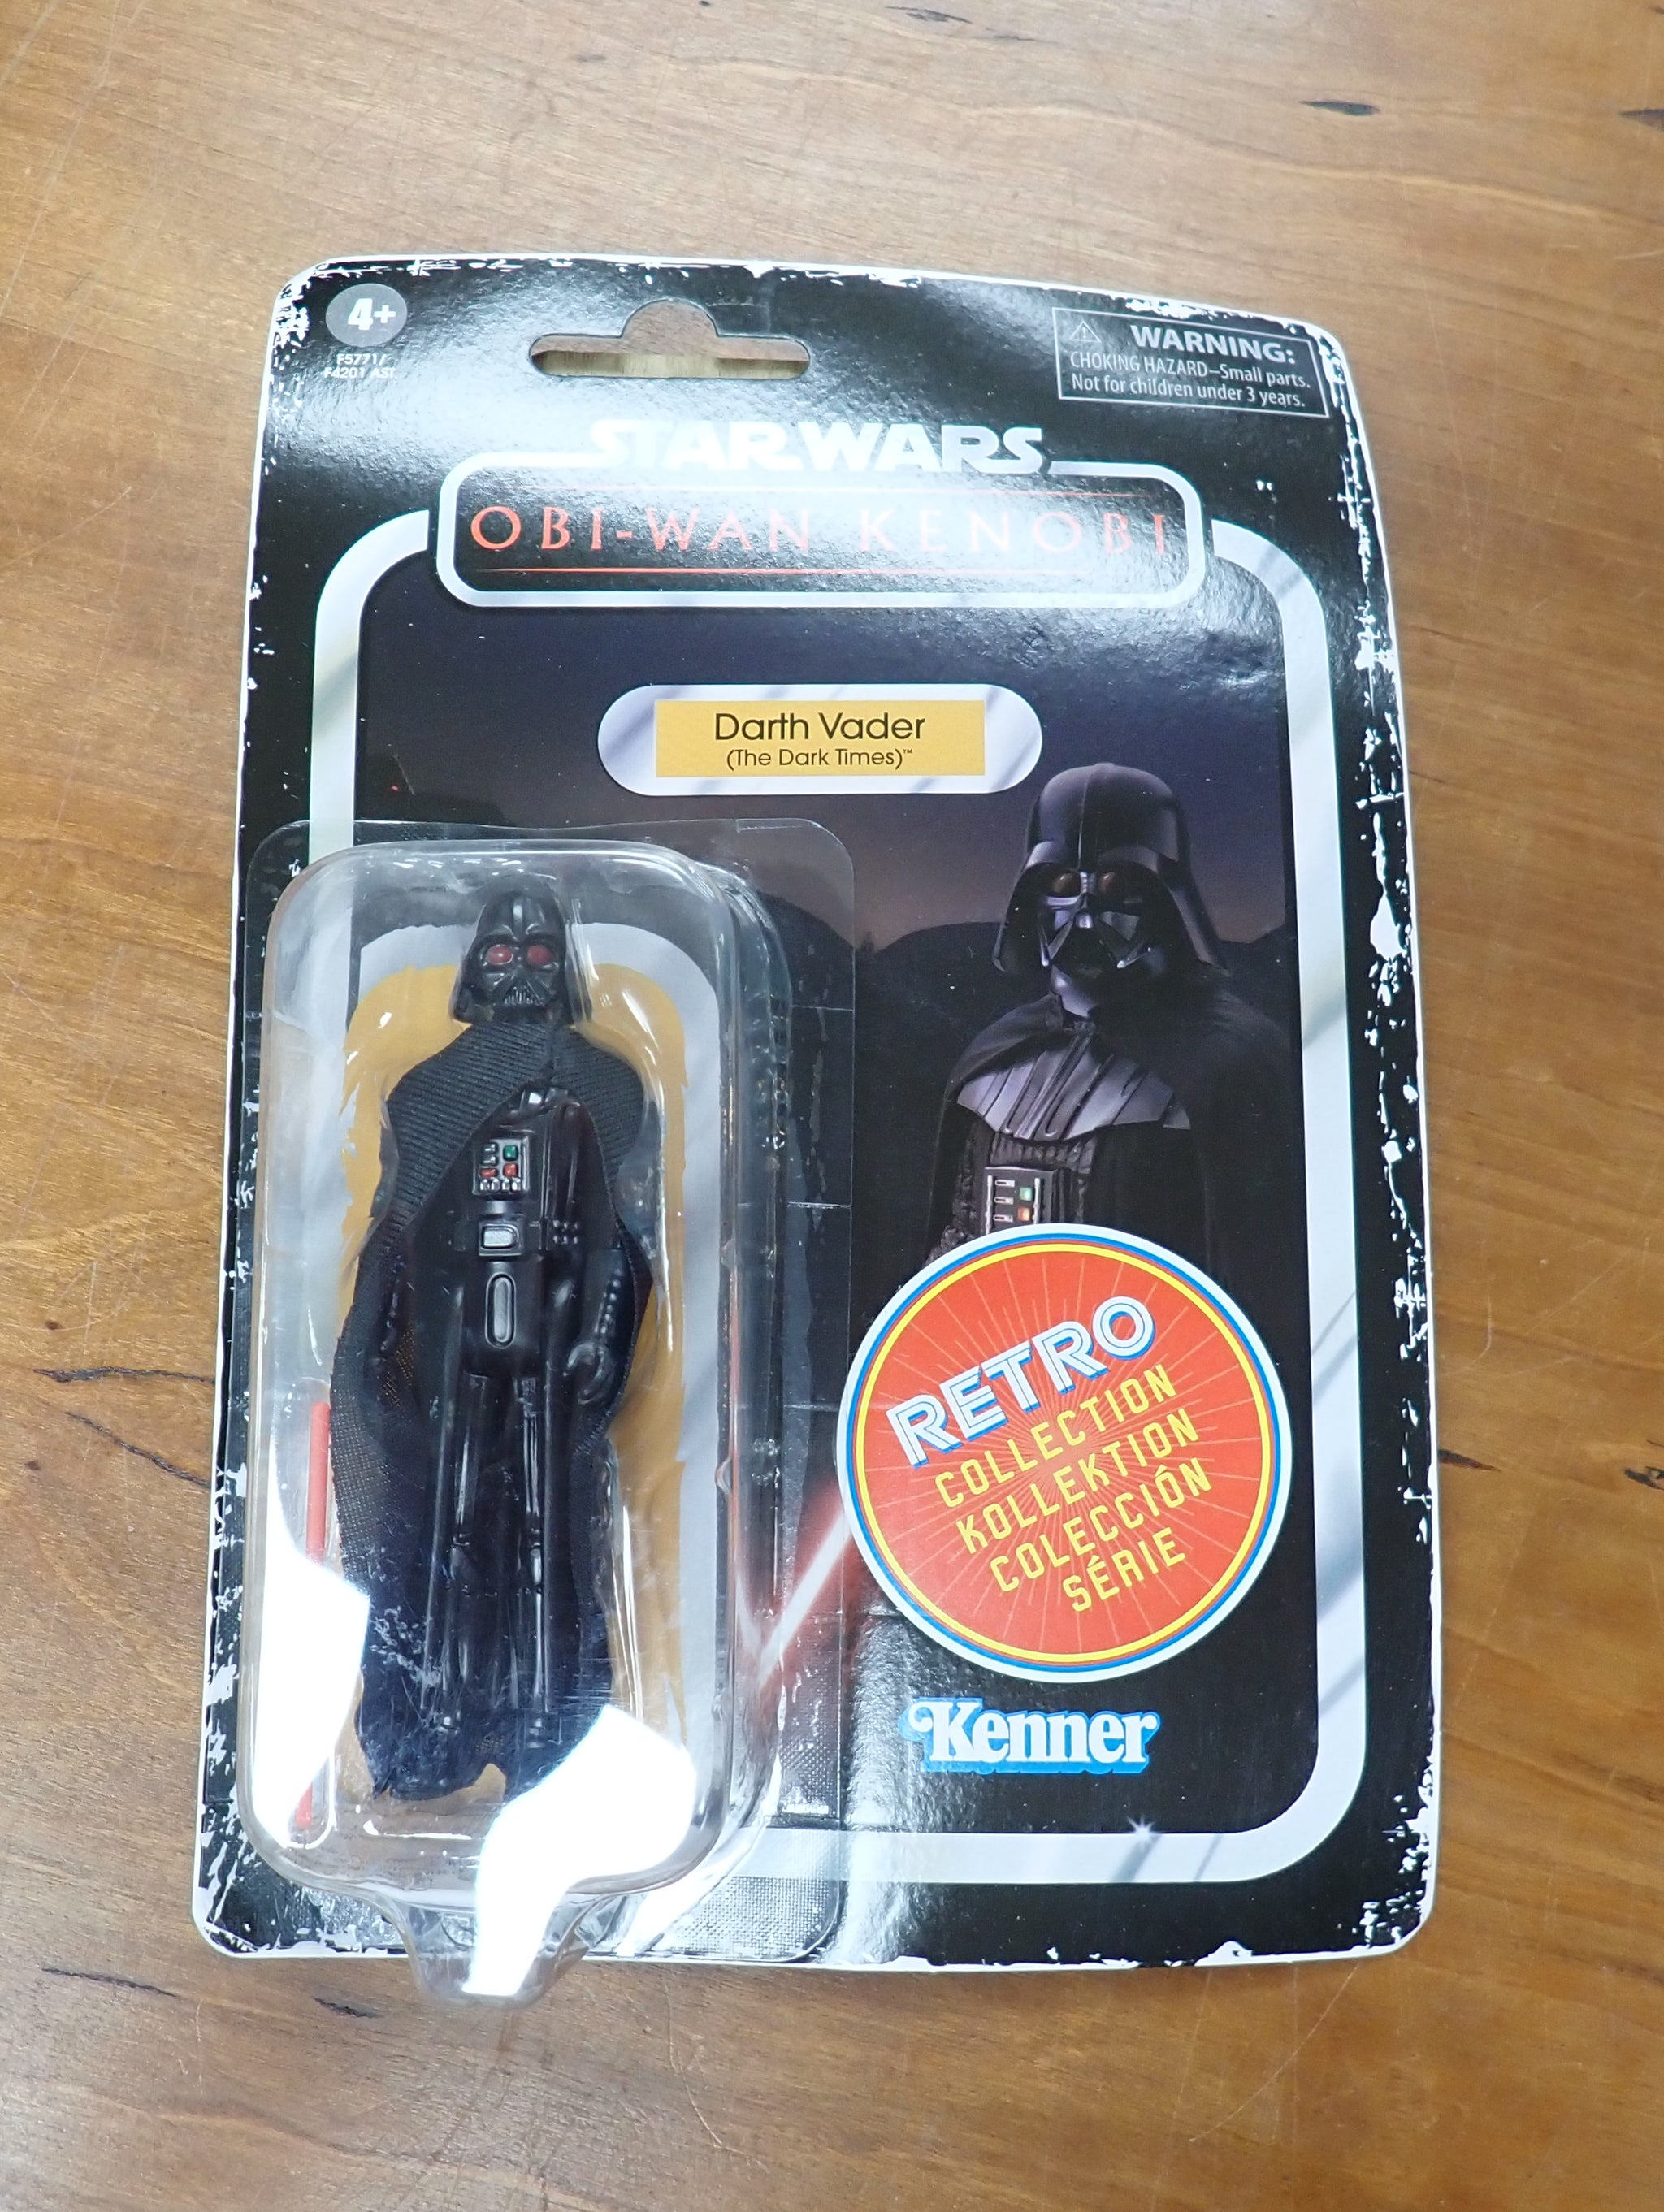 4+
F5771/
F4201 AST.
WARNING:
CHOKING HAZARD–Small parts.
Not for children under 3 years.
STAR WARS
OBI-WAN KENOBI
Darth Vader
(The Dark Times)™
RETRO
COLLECTION
KOLLEKTION
COLECCIÓN
SÉRIE
Kenner